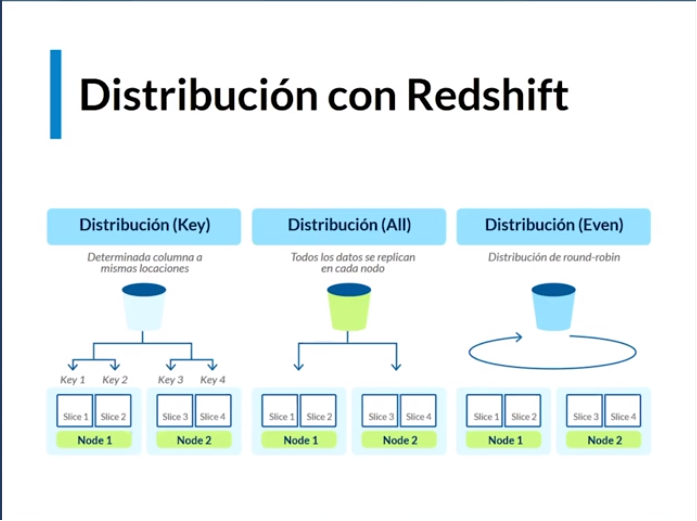 Distribución con Redshift
Distribución (Key)
Determinada columna a
mismas locaciones
Key 1 Key 2 Key 3 Key 4
Slice 1 Slice 2 Slice 3 Slice 4
Node 1 Node 2
Distribución (All)
Todos los datos se replican
en cada nodo
Slice 1 Slice 2 Slice 3 Slice 4
Node 1 Node 2
Distribución (Even)
Distribución de round-robin
Slice 1 Slice 2 Slice 3 Slice 4
Node 1 Node 2